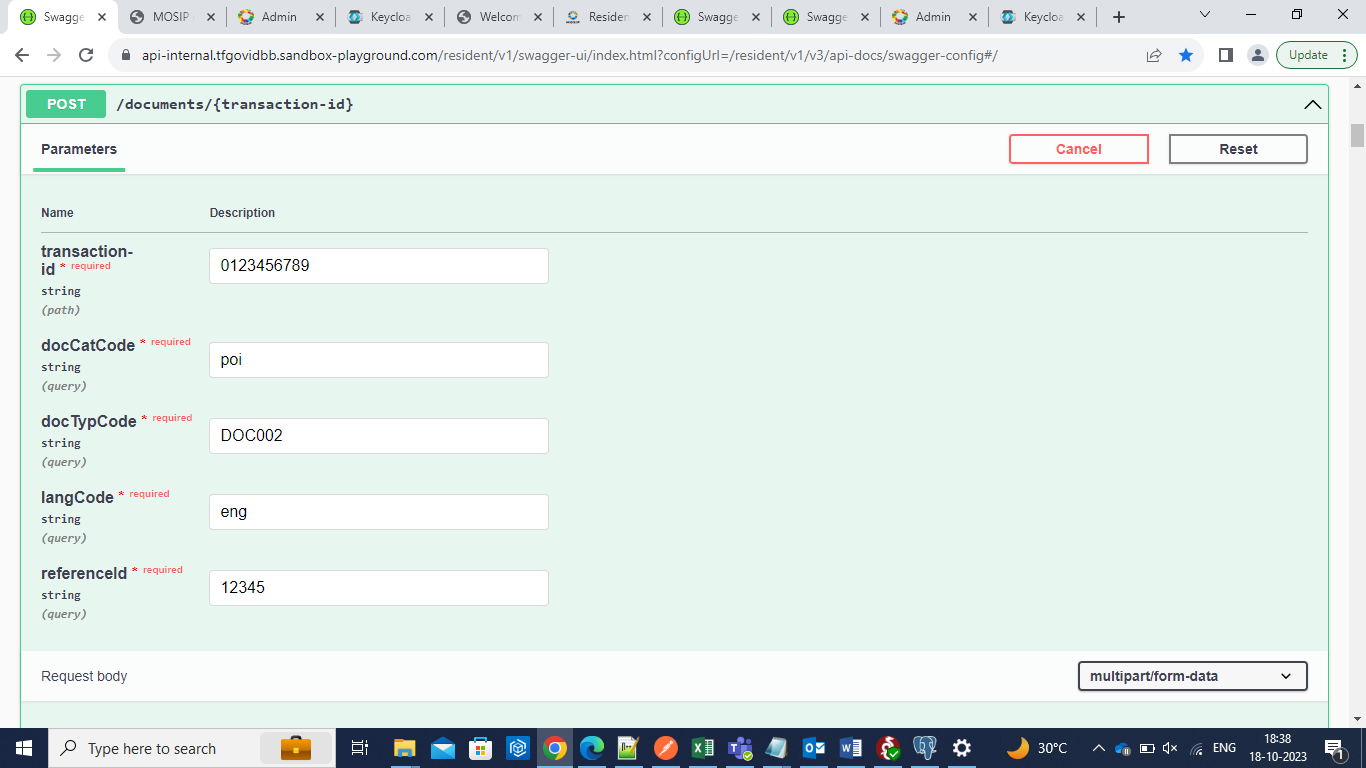 Swagge
MOSIP
Admin
Keycloa
Welcom
Residen
Swagge
Swagge
Admin
Keycloa
api-internal.tfgovidbb.sandbox-playground.com/resident/v1/swagger-ui/index.html?configUrl=/resident/v1/v3/api-docs/swagger-config#/
Update
POST /documents/{transaction-id}
Parameters
Cancel
Reset
Name Description
transaction-
id * required
0123456789
string
(path)
docCatCode * required
poi
string
(query)
docTypCode * required
DOC002
string
(query)
langCode * required
eng
string
(query)
referenceId * required
12345
string
(query)
Request body
multipart/form-data
Type here to search
30°C
ENG
18:38
18-10-2023
1